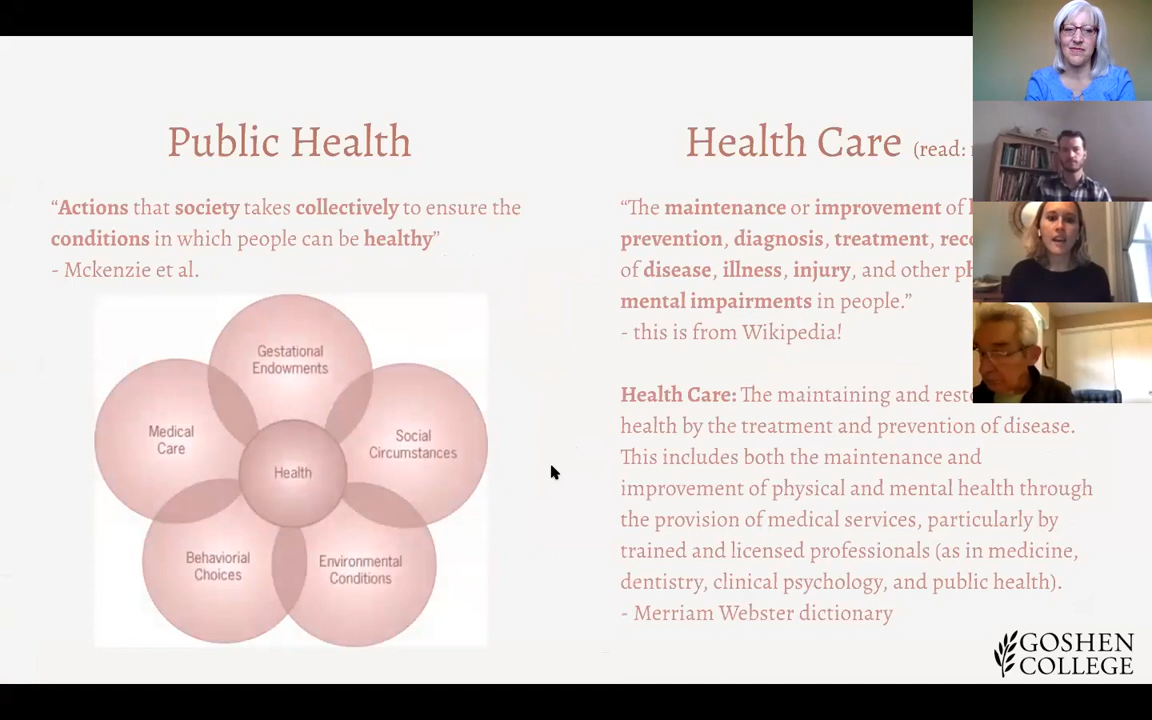 Public Health
“Actions that society takes collectively to ensure the
conditions in which people can be healthy”
- Mckenzie et al.
Gestational
Endowments
Medical
Care
Social
Circumstances
Health
Behaviorial
Choices
Environmental
Conditions
Health Care (read:
“The maintenance or improvement of
prevention, diagnosis, treatment,
of disease, illness, injury, and other
mental impairments in people.”
- this is from Wikipedia!
Health Care: The maintaining and
health by the treatment and prevention of disease.
This includes both the maintenance and
improvement of physical and mental health through
the provision of medical services, particularly by
trained and licensed professionals (as in medicine,
dentistry, clinical psychology, and public health).
- Merriam Webster dictionary
GOSHEN
COLLEGE